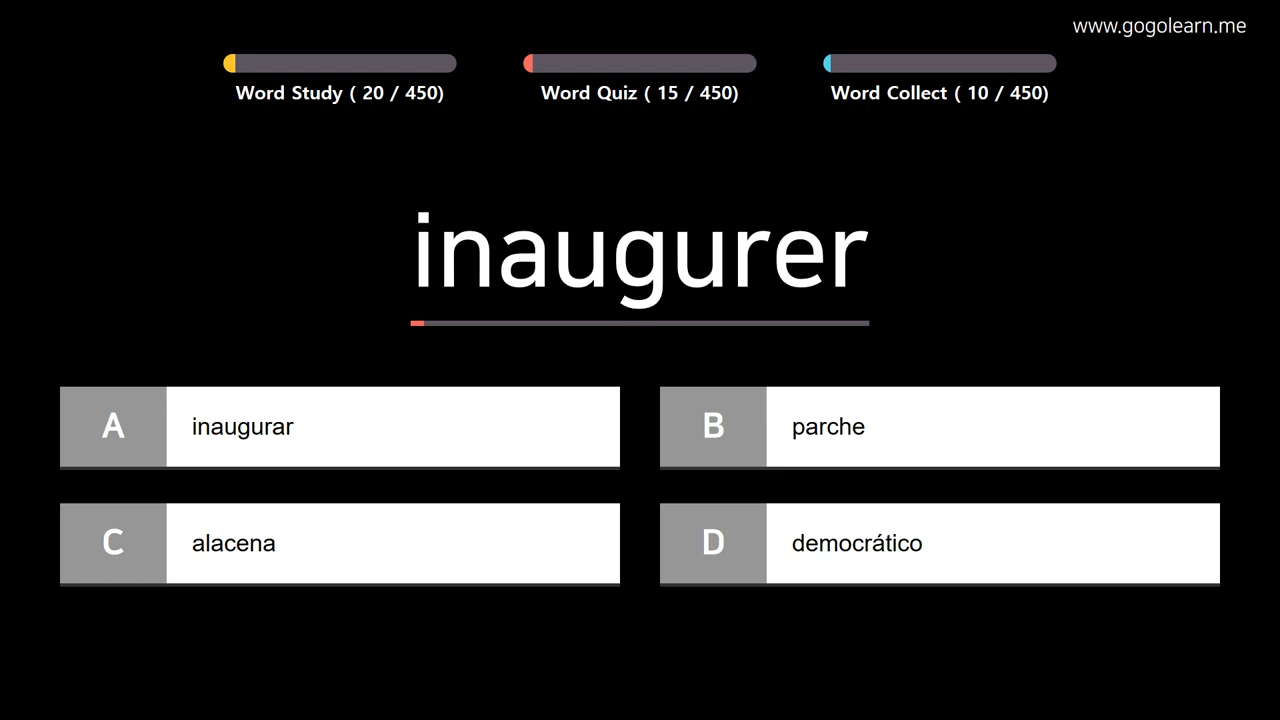 www.gogolearn.me
Word Study ( 20 / 450)
Word Quiz ( 15 / 450)
Word Collect ( 10 / 450)
inaugurer
A
inaugurar
B
parche
C
alacena
D
democrático